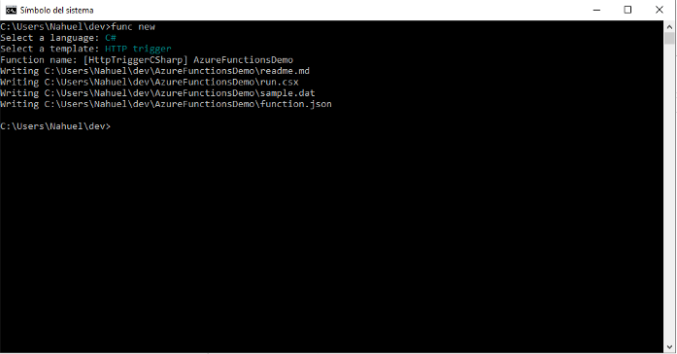 Símbolo del sistema
C:\Users\Nahuel\dev>func new
Select a language: C#
Select a template: HTTP trigger
Function name: [HttpTriggerCSharp] AzureFunctionsDemo
Writing C:\Users\Nahuel\dev\AzureFunctionsDemo\readme.md
Writing C:\Users\Nahuel\dev\AzureFunctionsDemo\run.csx
Writing C:\Users\Nahuel\dev\AzureFunctionsDemo\sample.dat
Writing C:\Users\Nahuel\dev\AzureFunctionsDemo\function.json
C:\Users\Nahuel\dev>